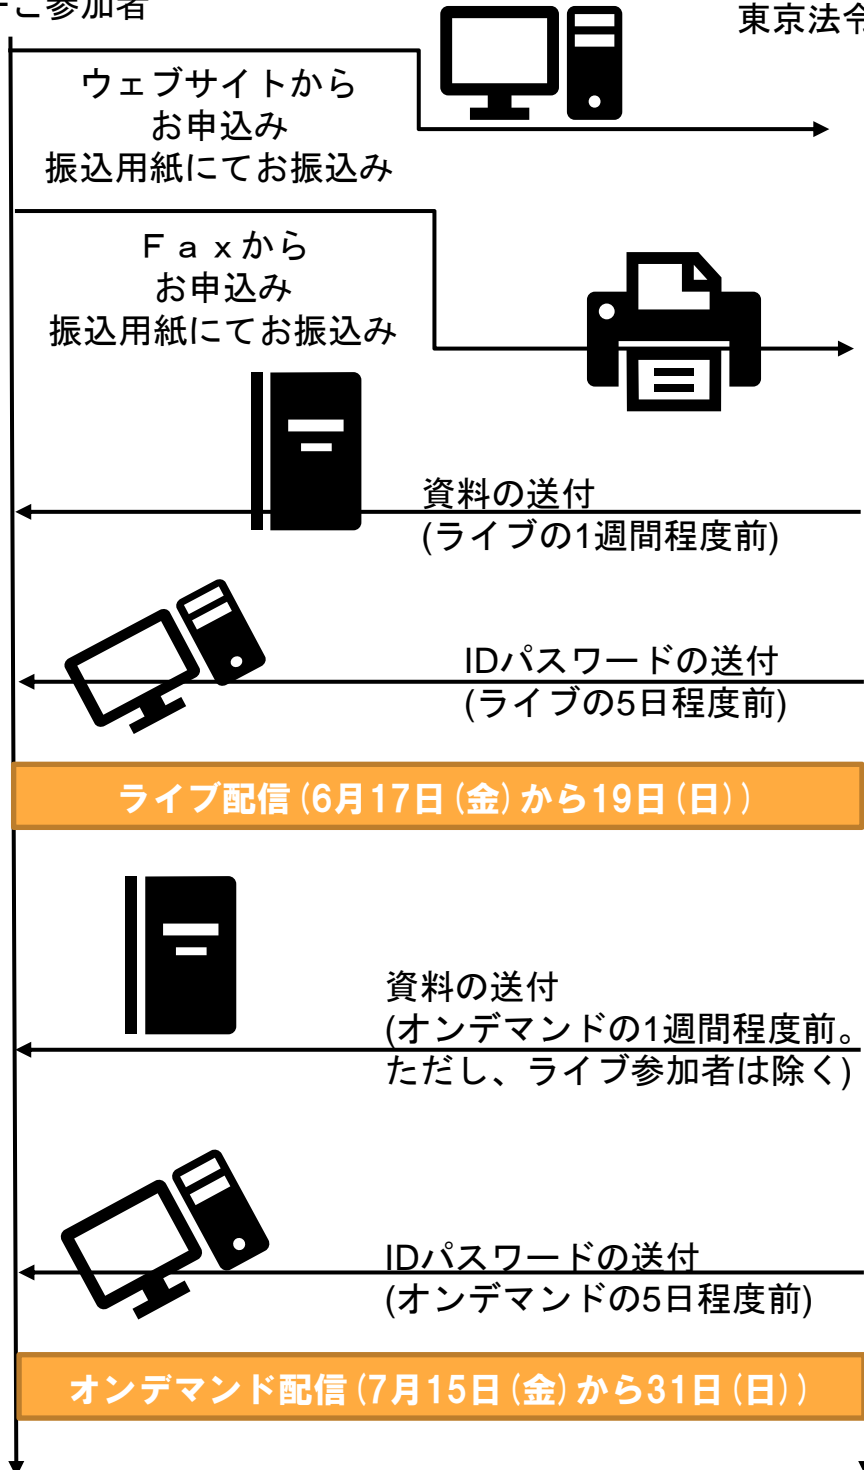 ご参加者
東京法令
ウェブサイトから
お申込み
振込用紙にてお振込み
Ｆａｘから
お申込み
振込用紙にてお振込み
資料の送付
(ライブの1週間程度前)
IDパスワードの送付
(ライブの5日程度前)
ライブ配信(6月17日(金)から19日(日))
資料の送付
(オンデマンドの1週間程度前。
ただし、ライブ参加者は除く)
IDパスワードの送付
(オンデマンドの5日程度前)
オンデマンド配信(7月15日(金)から31日(日))